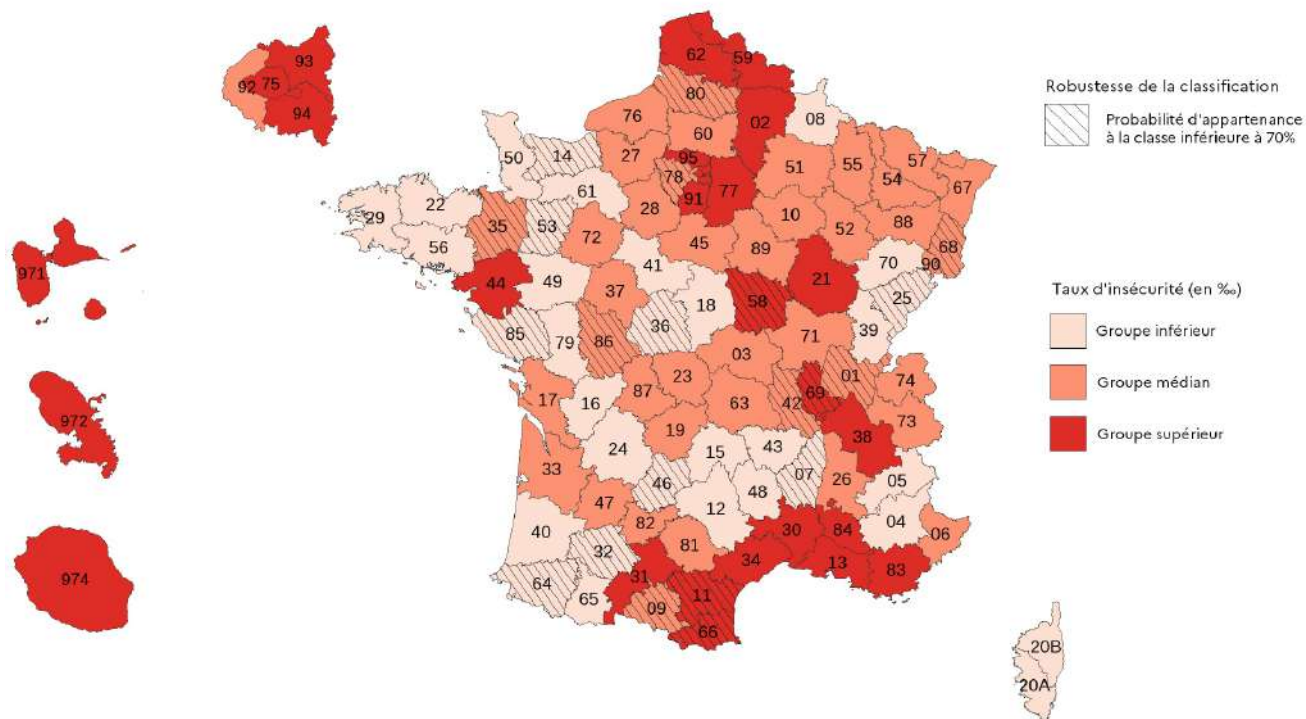 93
92 75
94
62 59
80
76 02 08
60
50 14 27 95 51 55 57
78 54 67
61 77
22 91
29 35 53 28 10 88
56 72 52 68
45 89
41 70 90
44 49 21
37 18 58 25
85 36 39
79 86 71
03
01
23 74
17 87 69
16 63 42 73
19 38
24 15 43
33 07 05
46 26
47 48
12 04
82 30 84
40 06
32 81
34 13 83
31
64 11
65 09
66
971
972
974
20B
20A
Robustesse de la classification
Probabilité d'appartenance
à la classe inférieure à 70%
Taux d'insécurité (en ‰)
Groupe inférieur
Groupe médian
Groupe supérieur